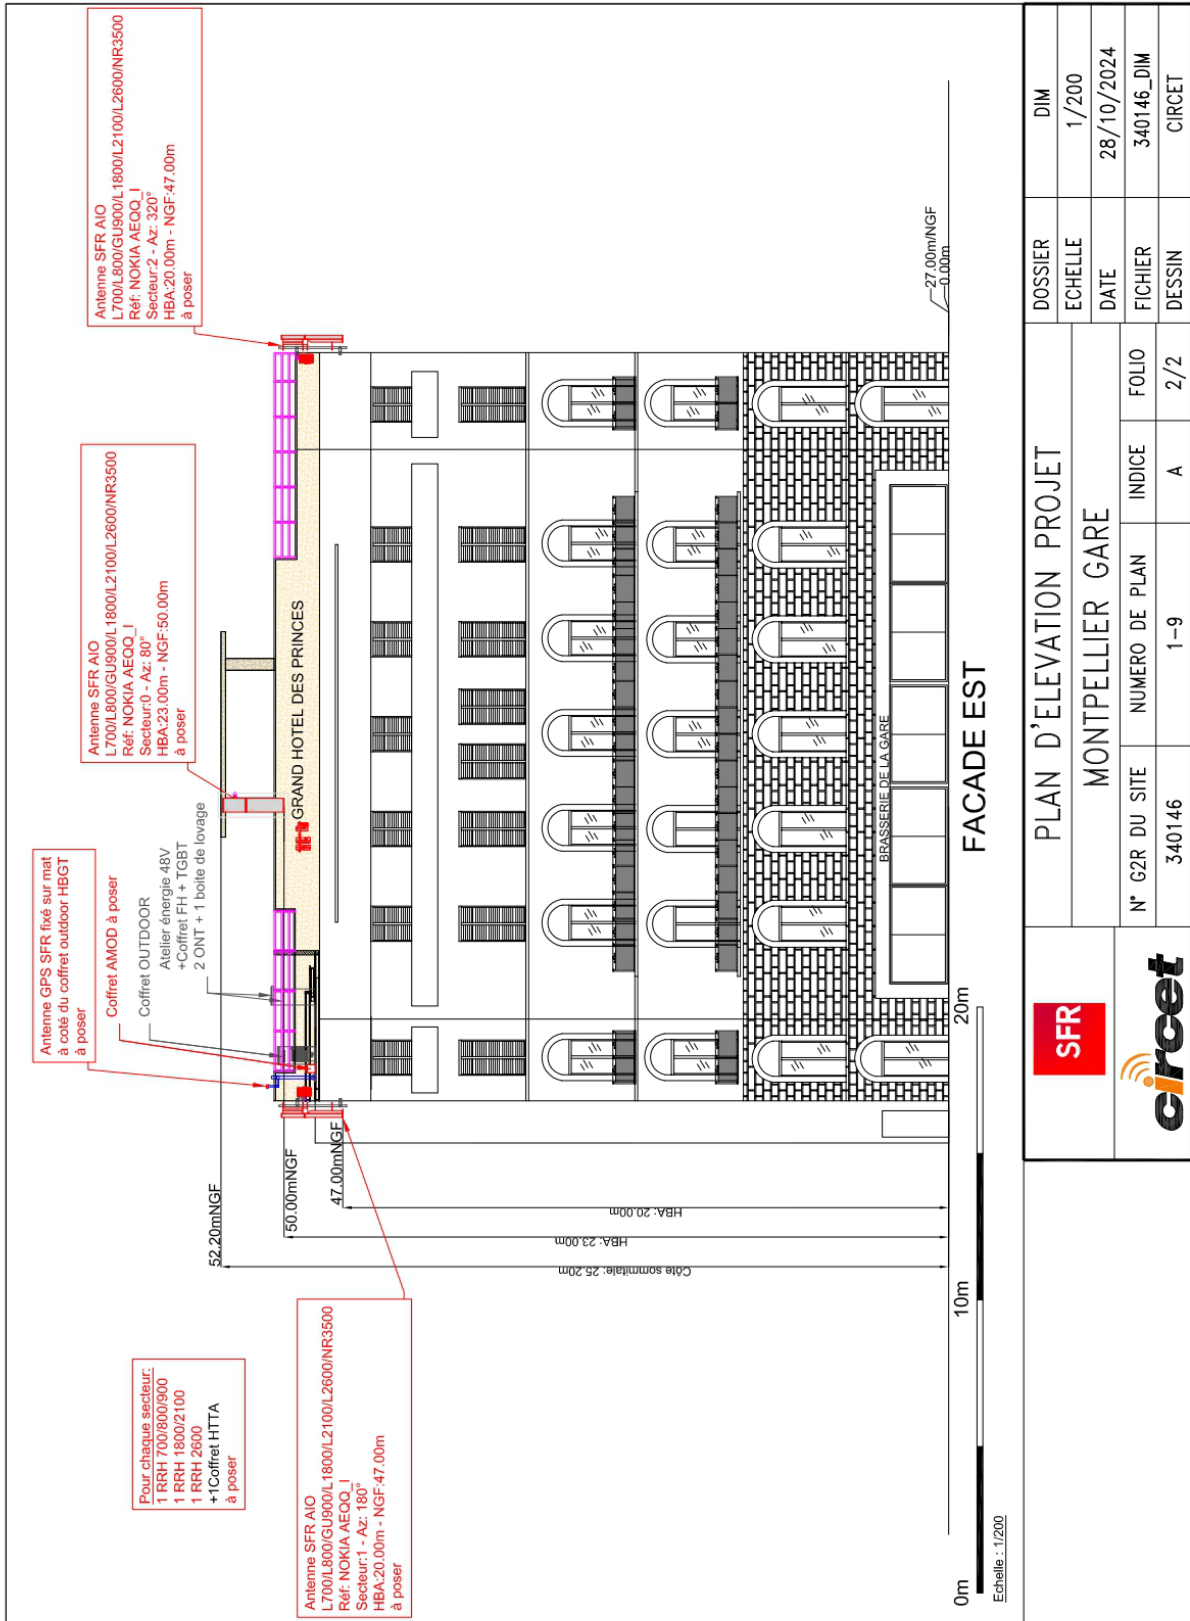 Antenne GPS SFR fixé sur mat
à coté du coffret outdoor HBGT
à poser
Antenne SFR AIO
L700/L800/GU900/L1800/L2100/L2600/NR3500
Réf: NOKIA AEQQ_I
Secteur:0 - Az: 80°
HBA:23.00m - NGF:50.00m
à poser
Antenne SFR AIO
L700/L800/GU900/L1800/L2100/L2600/NR3500
Réf: NOKIA AEQQ_I
Secteur:2 - Az: 320°
HBA:20.00m - NGF:47.00m
à poser
Coffret AMOD à poser
Coffret OUTDOOR
Atelier énergie 48V
+Coffret FH + TGBT
2 ONT + 1 boite de lovage
Pour chaque secteur:
1 RRH 700/800/900
1 RRH 1800/2100
1 RRH 2600
+1Coffret HTTA
à poser
52.20mNGF
50.00mNGF
47.00mNGF
GRAND HOTEL DES PRINCES
Antenne SFR AIO
L700/L800/GU900/L1800/L2100/L2600/NR3500
Réf: NOKIA AEQQ_I
Secteur:1 - Az: 180°
HBA:20.00m - NGF:47.00m
à poser
Côte sommitale: 25.20m
HBA: 23.00m
HBA: 20.00m
BRASSERIE DE LA GARE
27.00m/NGF
0.00m
FACADE EST
0m
10m
20m
Echelle : 1/200
SFR
circet
PLAN D'ELEVATION PROJET
MONTPELLIER GARE
N° G2R DU SITE
NUMERO DE PLAN
INDICE
FOLIO
340146
1-9
A
2/2
DOSSIER
DIM
ECHELLE
1/200
DATE
28/10/2024
FICHIER
340146_DIM
DESSIN
CIRCET